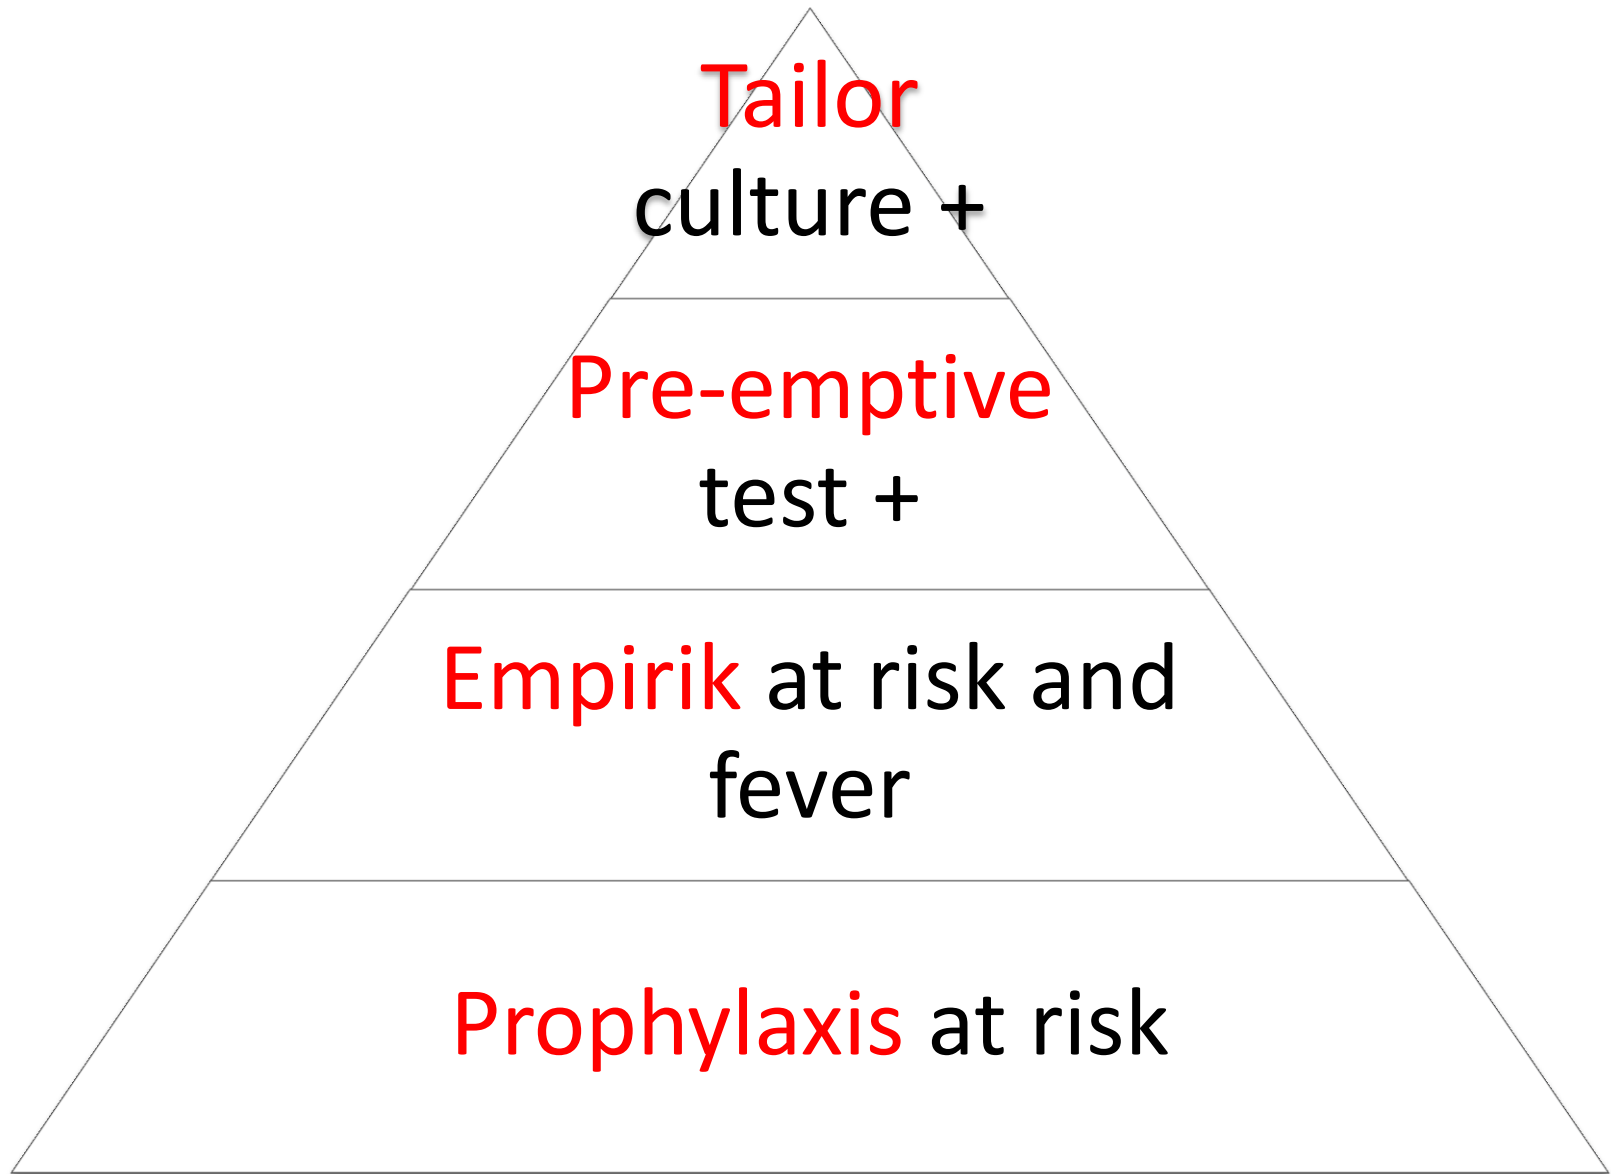 Tailor
culture +
Pre-emptive
test +
Empirik at risk and
fever
Prophylaxis at risk